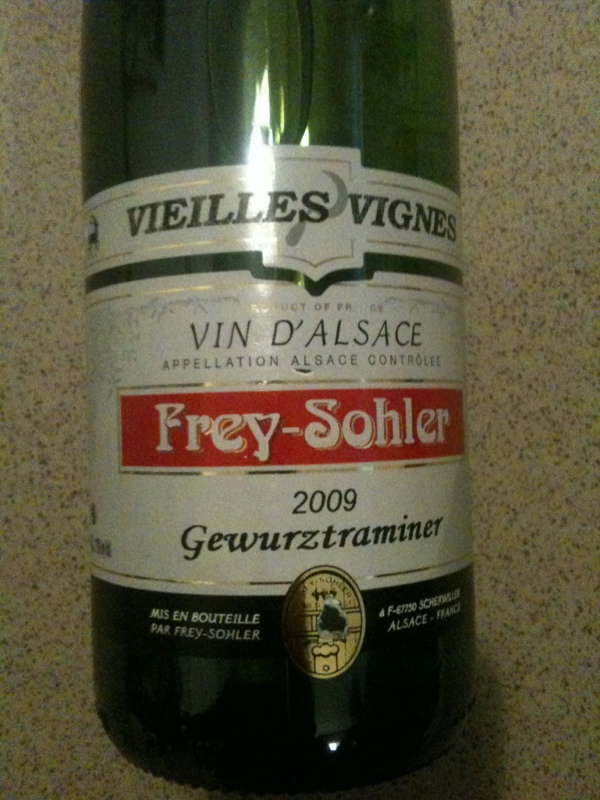 VIEILLES VIGNES
PRODUCT OF FRANCE
VIN D'ALSACE
APPELLATION ALSACE CONTRÔLÉE
Frey-Sohler
2009
Gewurztraminer
MIS EN BOUTEILLE
PAR FREY-SOHLER
à F-67750 SCHERWILLER
ALSACE - FRANCE